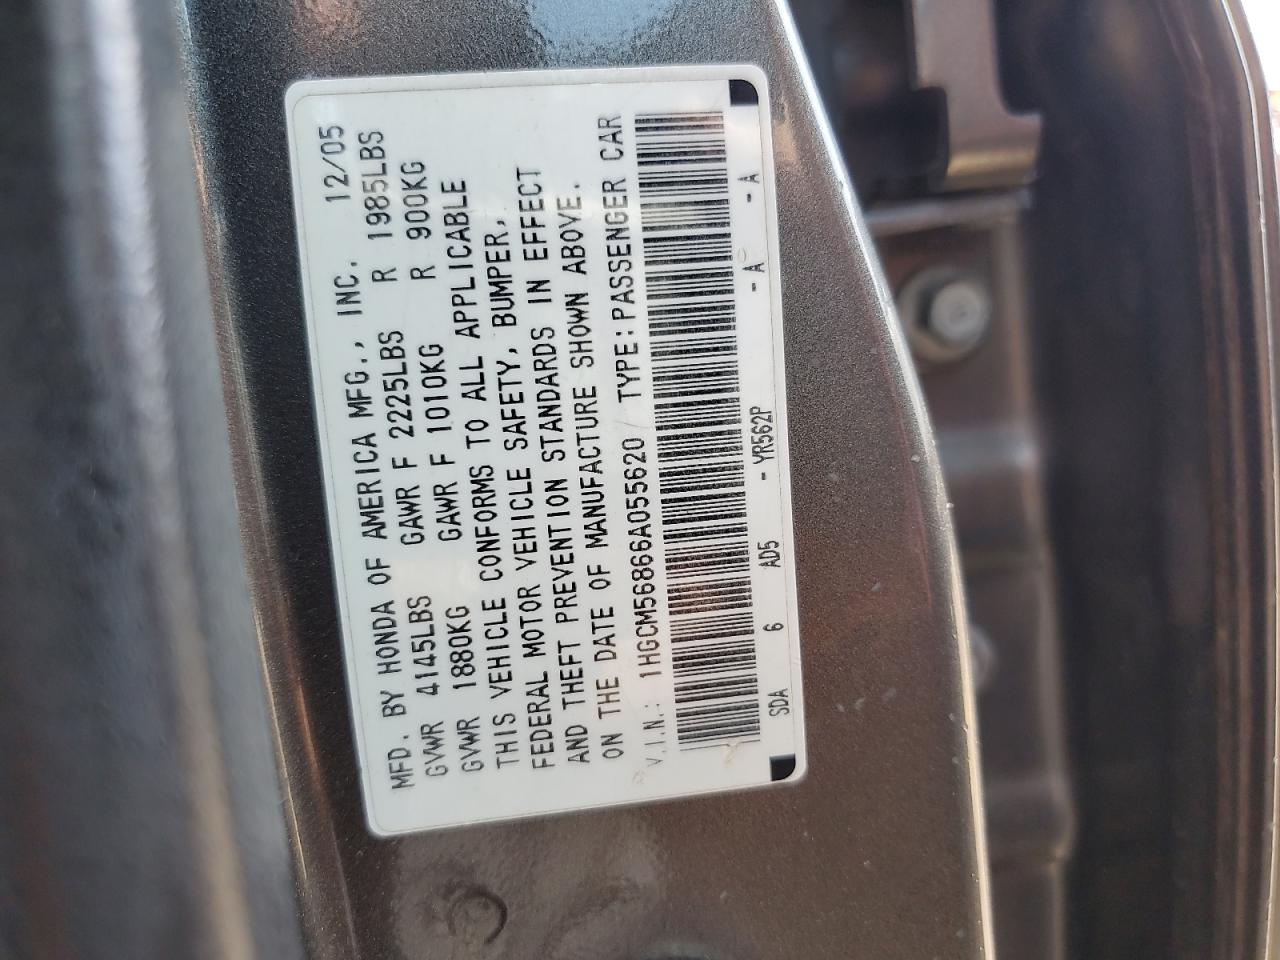 MFD. BY HONDA OF AMERICA MFG., INC. 12/05
GVWR 4145LBS GAWR F 2225LBS R 1985LBS
GVWR 1880KG GAWR F 1010KG R 900KG
THIS VEHICLE CONFORMS TO ALL APPLICABLE
FEDERAL MOTOR VEHICLE SAFETY, BUMPER,
AND THEFT PREVENTION STANDARDS IN EFFECT
ON THE DATE OF MANUFACTURE SHOWN ABOVE.
V.I.N.: 1HGCM56866A055620 TYPE:PASSENGER CAR
SDA 6 AD5 - YR562P - A - A